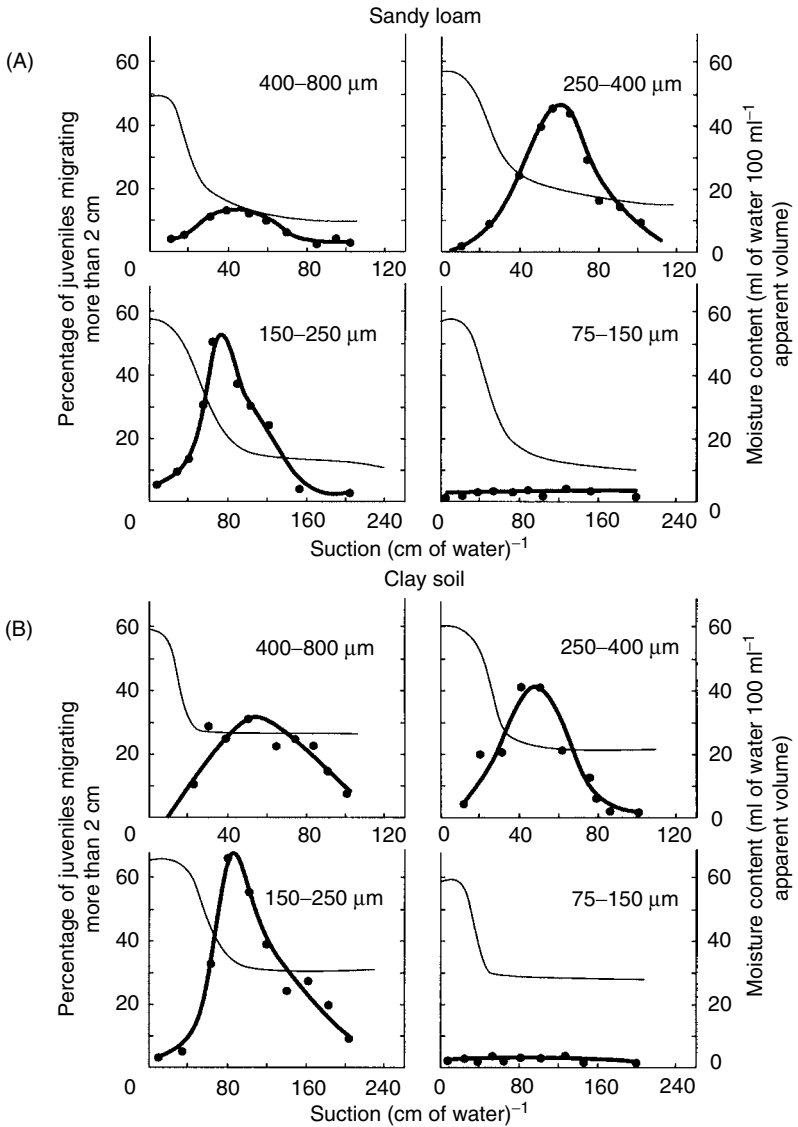 Sandy loam
(A)
Percentage of juveniles migrating
more than 2 cm
Moisture content (ml of water 100 ml⁻¹
apparent volume)
400–800 μm
60
40
20
0
0 40 80 120
250–400 μm
60
40
20
0
0 40 80 120
150–250 μm
60
40
20
0 80 160 240
75–150 μm
60
40
20
0
0 80 160 240
Suction (cm of water)⁻¹
Clay soil
(B)
Percentage of juveniles migrating
more than 2 cm
Moisture content (ml of water 100 ml⁻¹
apparent volume)
400–800 μm
60
40
20
0 40 80 120
250–400 μm
60
40
20
0
0 40 80 120
150–250 μm
60
40
20
0 80 160 240
75–150 μm
60
40
20
0
0 80 160 240
Suction (cm of water)⁻¹